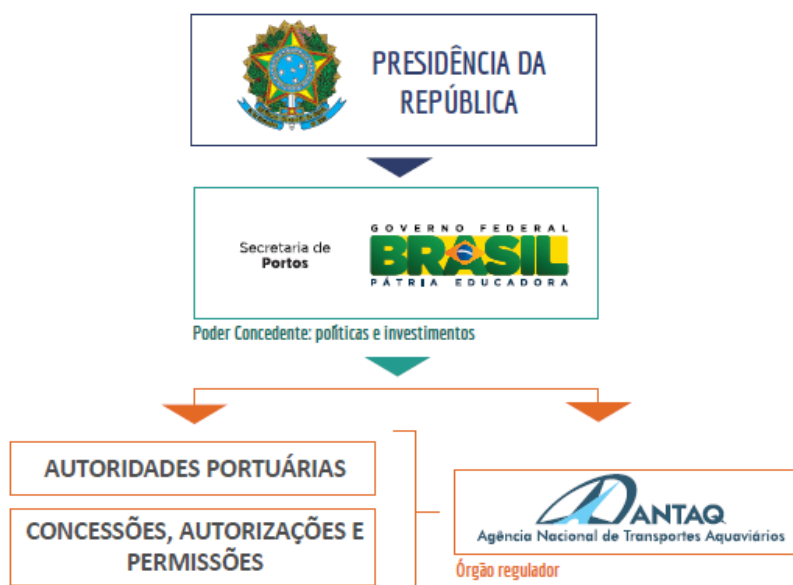 PRESIDÊNCIA DA
REPÚBLICA
Secretaria de
Portos
GOVERNO FEDERAL
BRASIL
PÁTRIA EDUCADORA
Poder Concedente: políticas e investimentos
AUTORIDADES PORTUÁRIAS
CONCESSÕES, AUTORIZAÇÕES E
PERMISSÕES
ANTAQ
Agência Nacional de Transportes Aquaviários
Órgão regulador